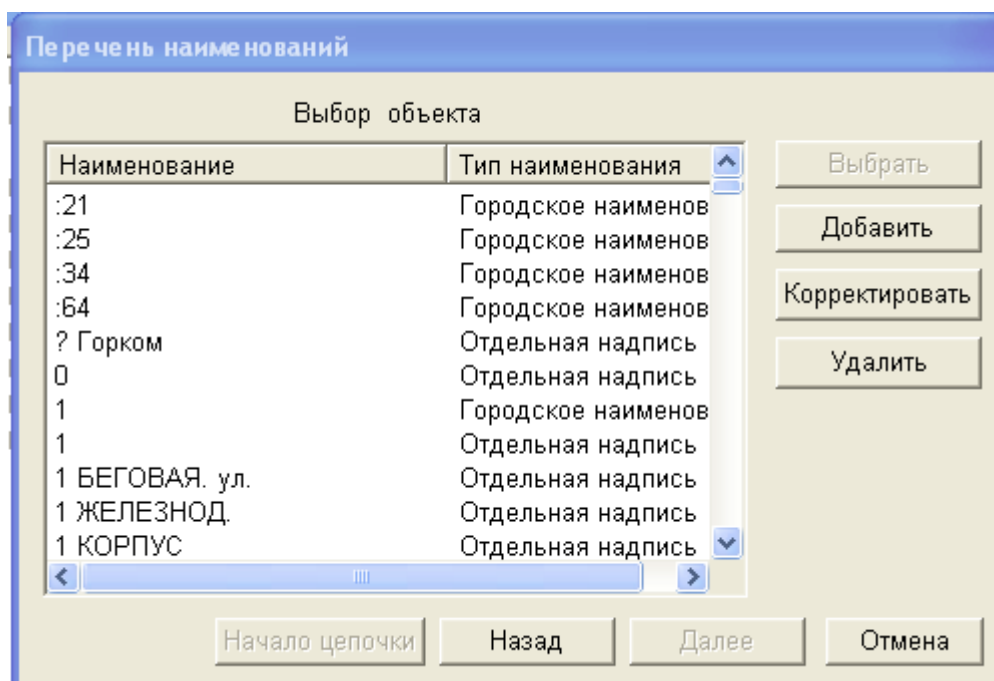 Перечень наименований
Выбор объекта
Наименование Тип наименования
:21 Городское наименов
:25 Городское наименов
:34 Городское наименов
:64 Городское наименов
? Горком Отдельная надпись
0 Отдельная надпись
1 Городское наименов
1 Отдельная надпись
1 БЕГОВАЯ. ул. Отдельная надпись
1 ЖЕЛЕЗНОД. Отдельная надпись
1 КОРПУС Отдельная надпись
Выбрать
Добавить
Корректировать
Удалить
Начало цепочки Назад Далее Отмена